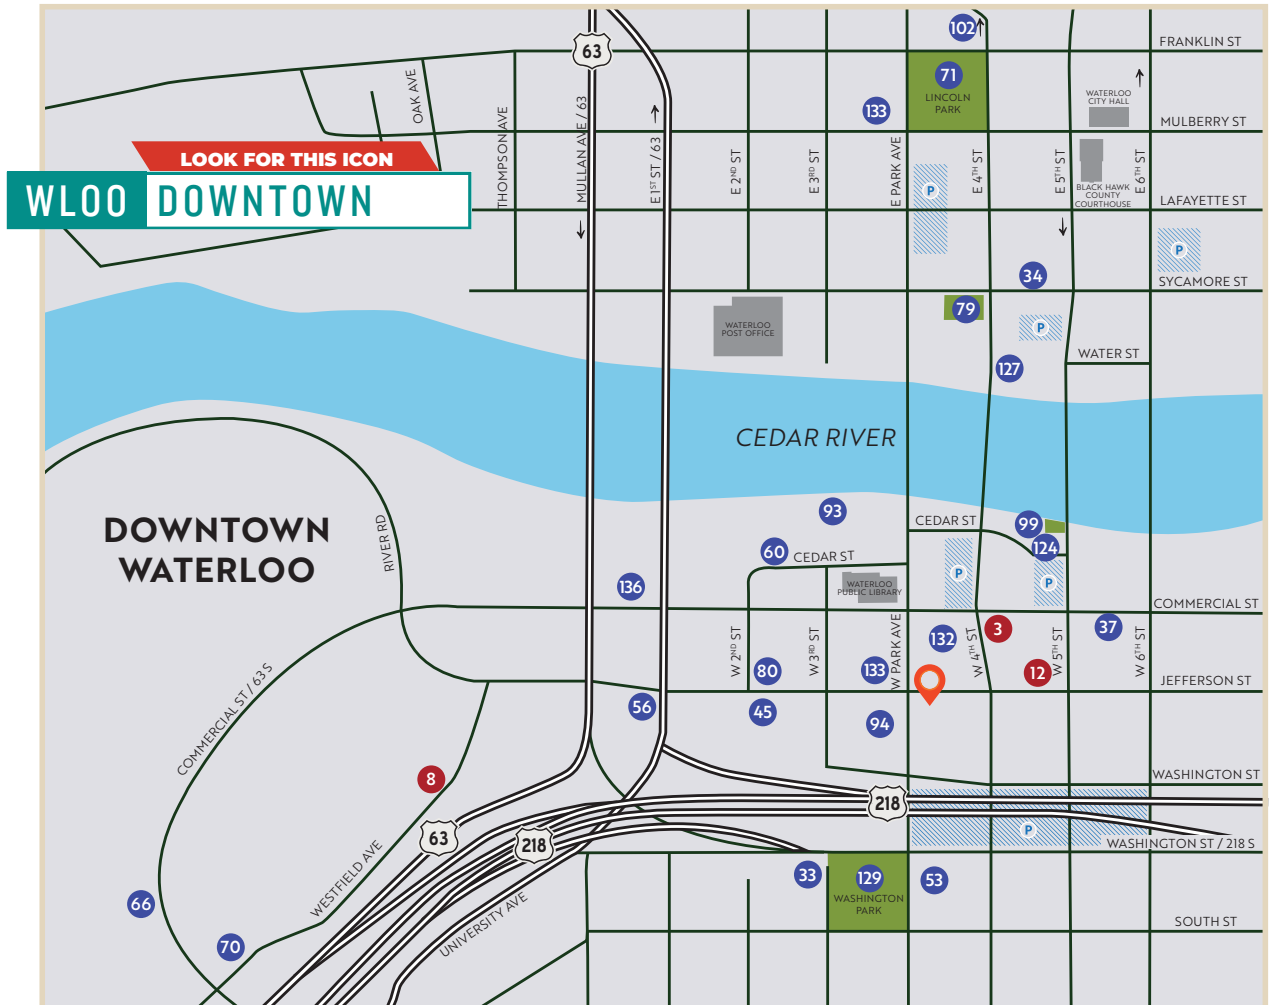 102
FRANKLIN ST
63
71
LINCOLN
PARK
WATERLOO
CITY HALL
133
OAK AVE
MULBERRY ST
THOMPSON AVE
MULLAN AVE / 63
E 1ST ST / 63
E 2ND ST
E 3RD ST
E PARK AVE
E 4TH ST
E 5TH ST
E 6TH ST
LOOK FOR THIS ICON
WLOO DOWNTOWN
P
BLACK HAWK
COUNTY
COURTHOUSE
LAFAYETTE ST
P
34
SYCAMORE ST
79
WATERLOO
POST OFFICE
P
WATER ST
127
CEDAR RIVER
DOWNTOWN
WATERLOO
RIVER RD
93
CEDAR ST
99
124
60
CEDAR ST
P
P
136
WATERLOO
PUBLIC LIBRARY
COMMERCIAL ST
3
37
132
W 2ND ST
W 3RD ST
W PARK AVE
W 4TH ST
W 5TH ST
W 6TH ST
80
133
12
JEFFERSON ST
COMMERCIAL ST / 63 S
56
45
94
8
WASHINGTON ST
218
63
218
P
WASHINGTON ST / 218 S
WESTFIELD AVE
33
129
53
WASHINGTON
PARK
66
UNIVERSITY AVE
SOUTH ST
70